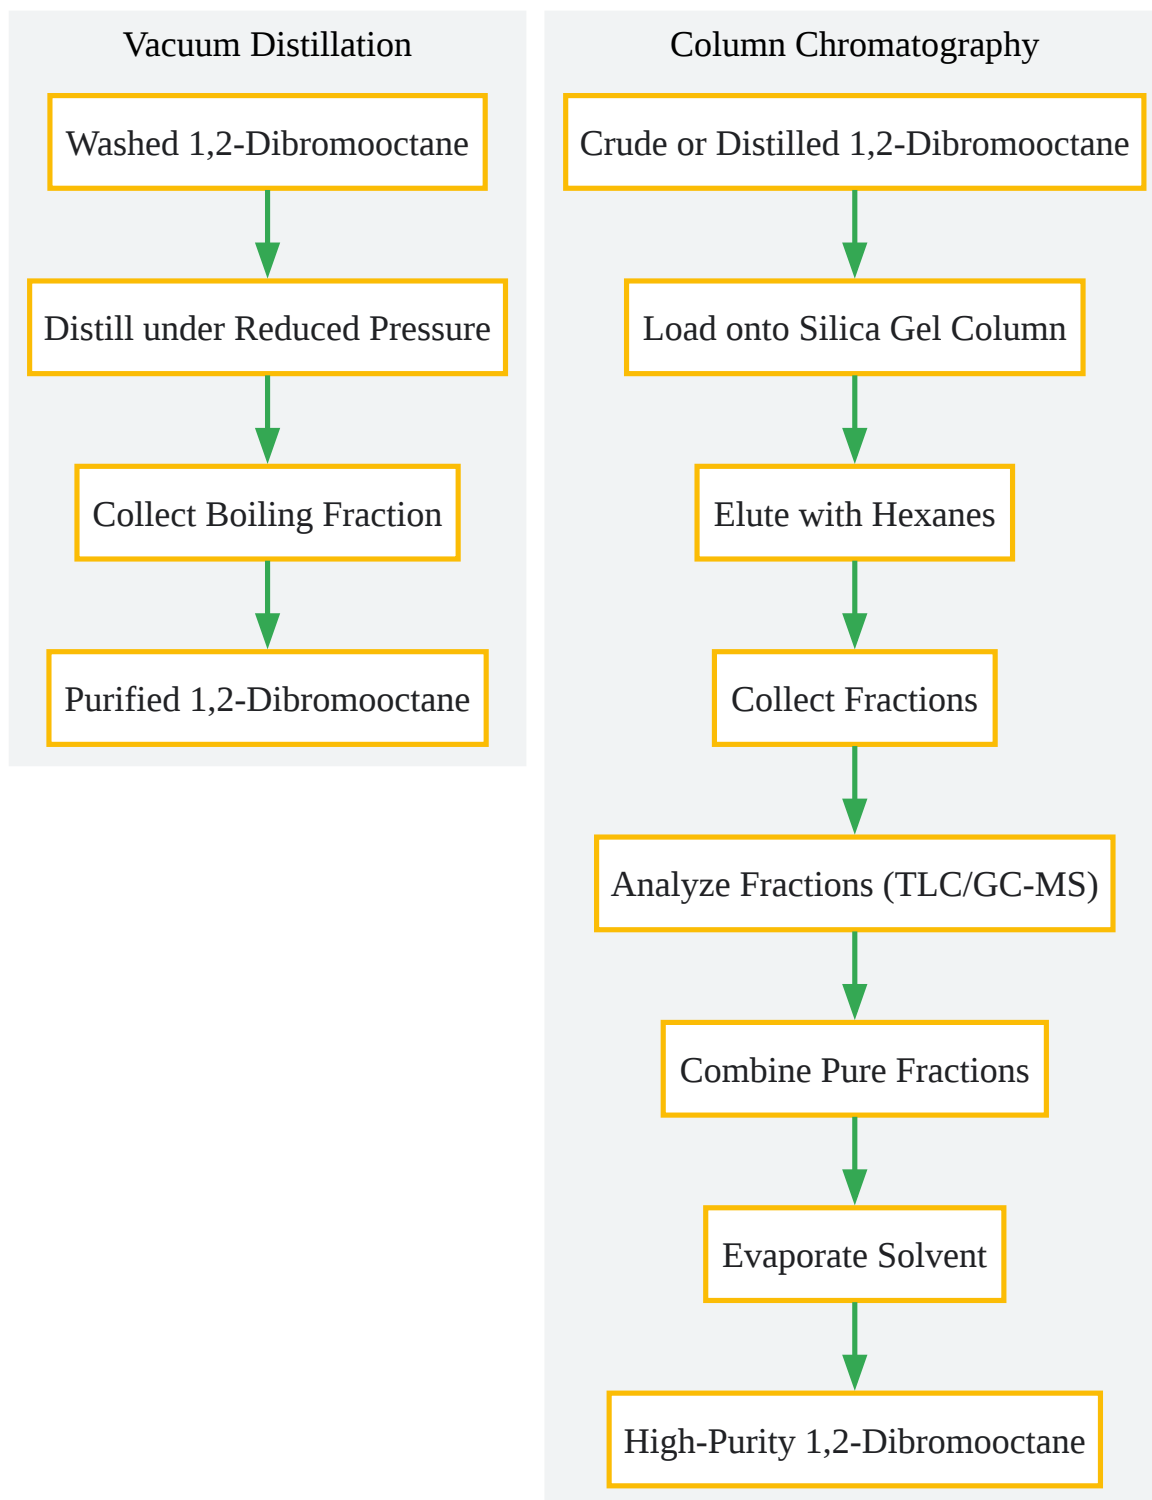 Vacuum Distillation
Washed 1,2-Dibromooctane
Distill under Reduced Pressure
Collect Boiling Fraction
Purified 1,2-Dibromooctane
Column Chromatography
Crude or Distilled 1,2-Dibromooctane
Load onto Silica Gel Column
Elute with Hexanes
Collect Fractions
Analyze Fractions (TLC/GC-MS)
Combine Pure Fractions
Evaporate Solvent
High-Purity 1,2-Dibromooctane